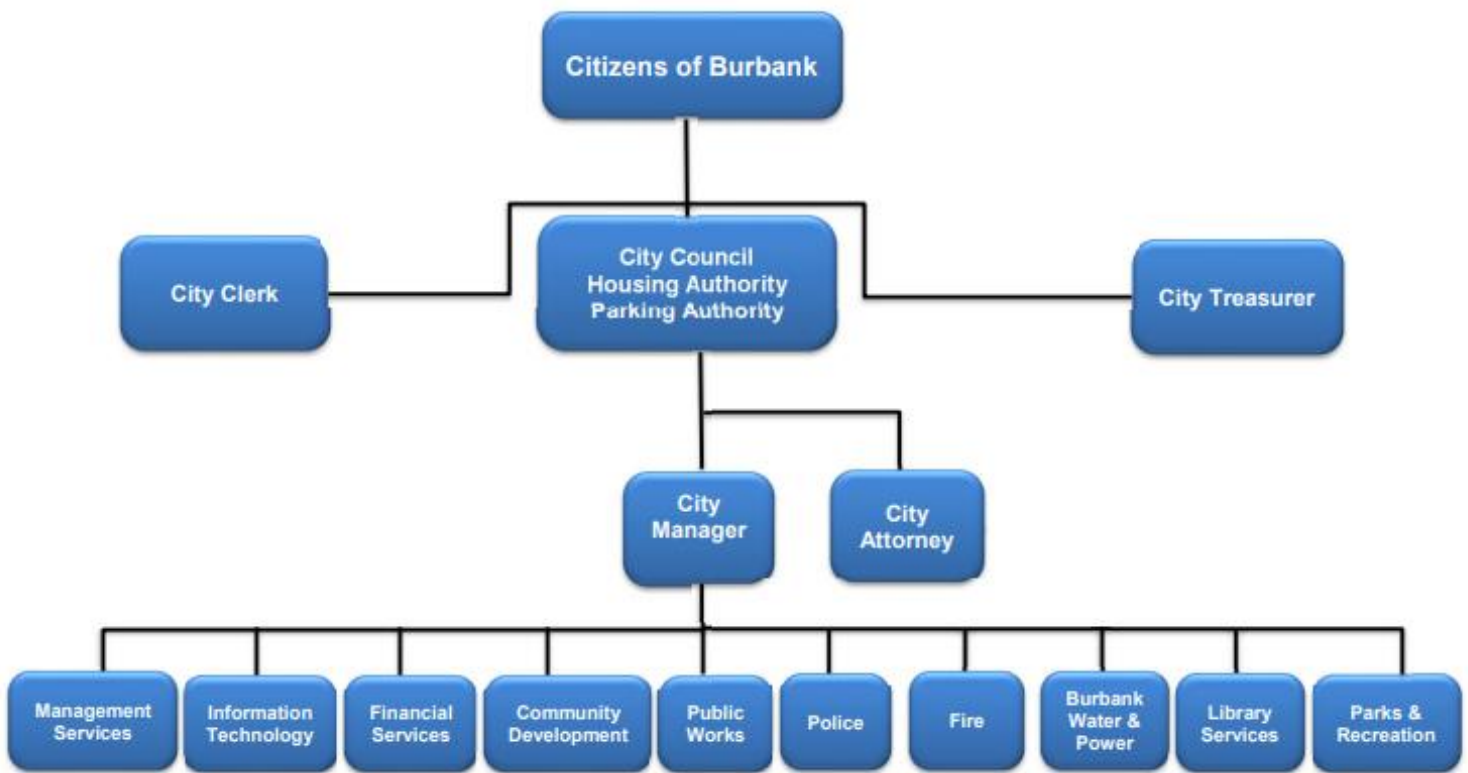 Citizens of Burbank
City Clerk
City Council
Housing Authority
Parking Authority
City Treasurer
City
Manager
City
Attorney
Management
Services
Information
Technology
Financial
Services
Community
Development
Public
Works
Police
Fire
Burbank
Water &
Power
Library
Services
Parks &
Recreation